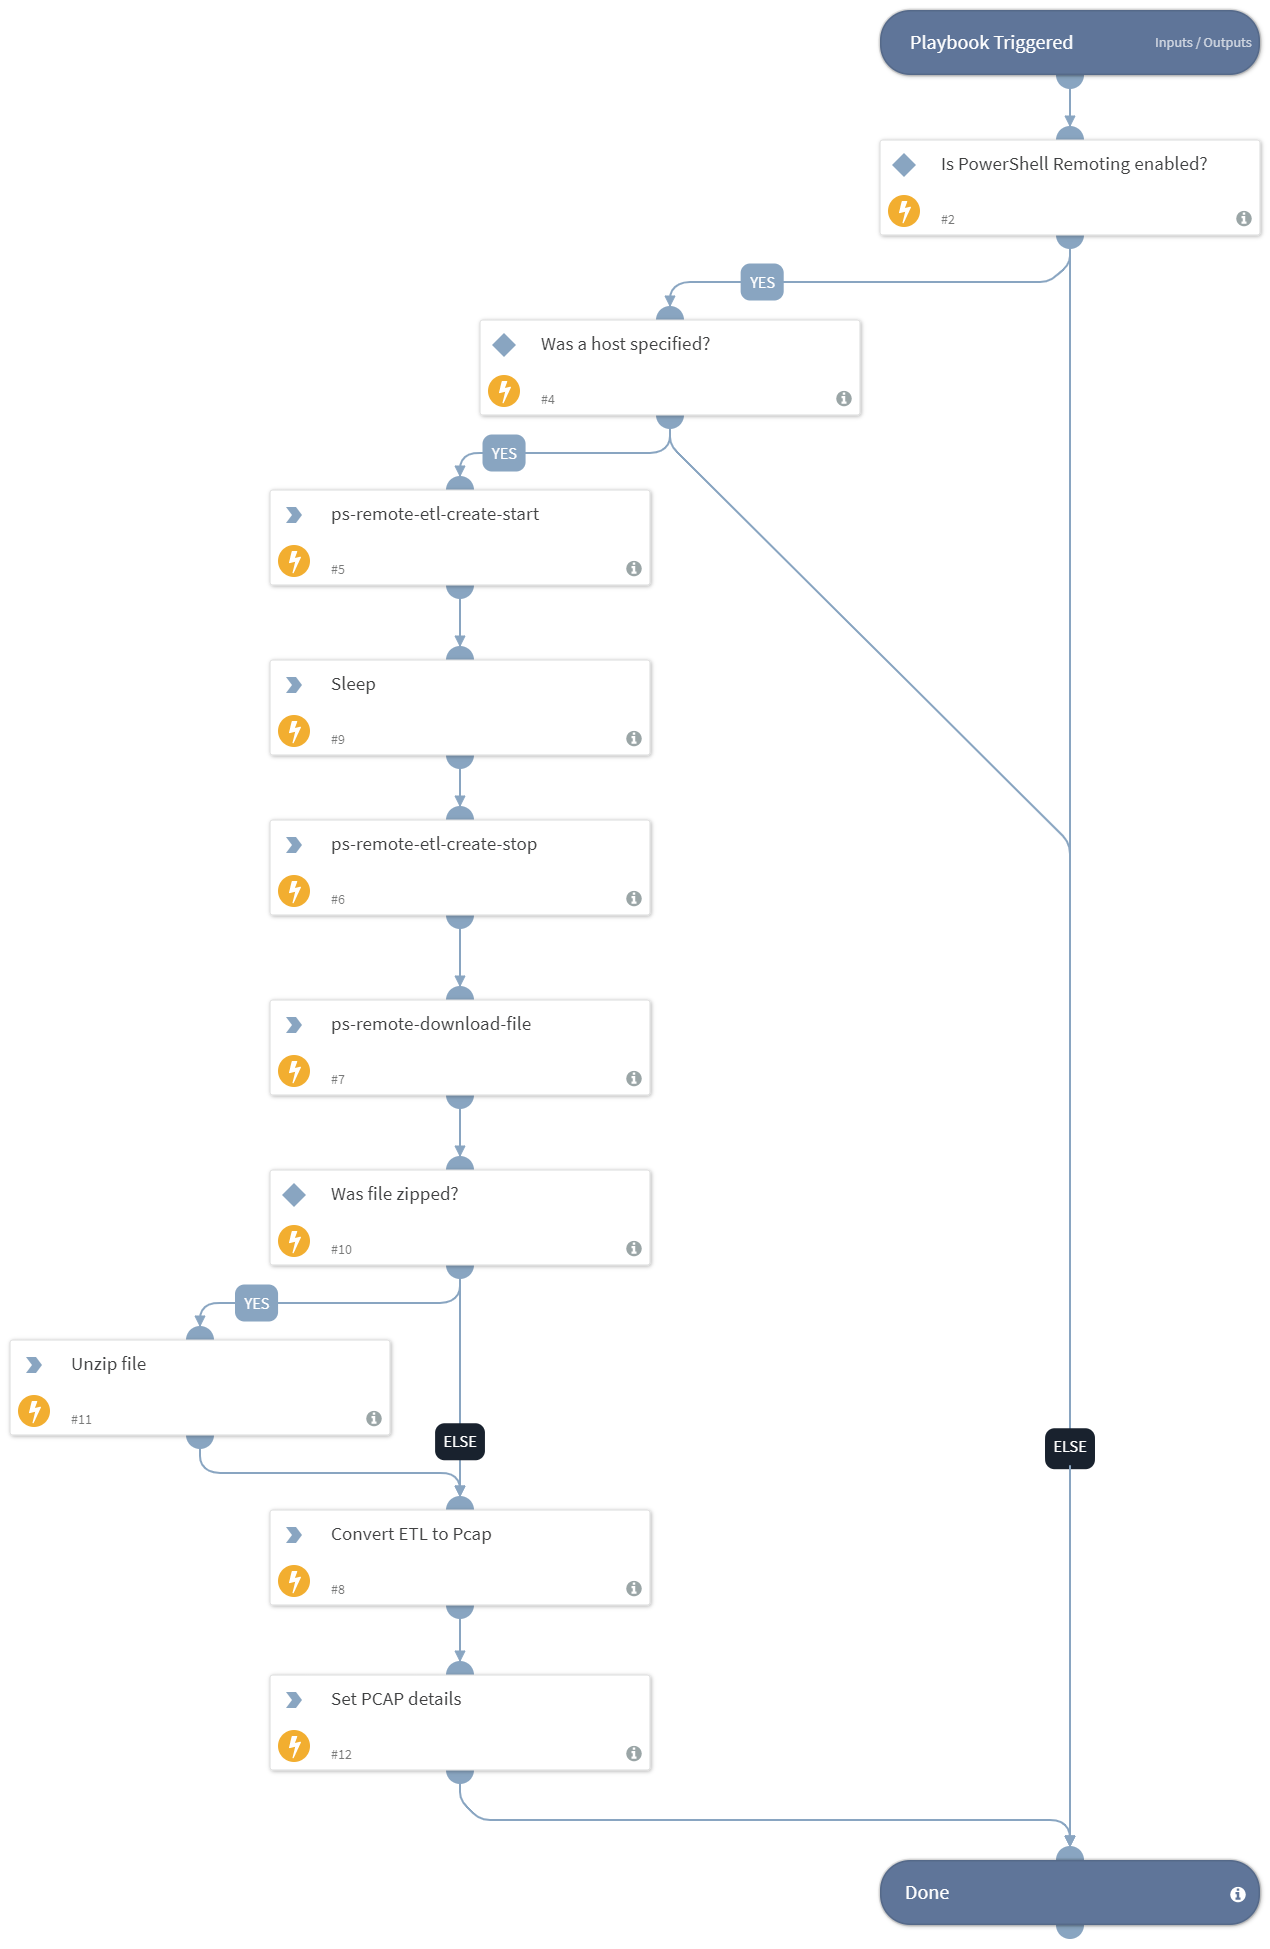 Playbook Triggered
Inputs / Outputs
Is PowerShell Remoting enabled?
#2
YES
Was a host specified?
#4
YES
ps-remote-etl-create-start
#5
Sleep
#9
ps-remote-etl-create-stop
#6
ps-remote-download-file
#7
Was file zipped?
#10
YES
Unzip file
#11
ELSE
ELSE
Convert ETL to Pcap
#8
Set PCAP details
#12
Done